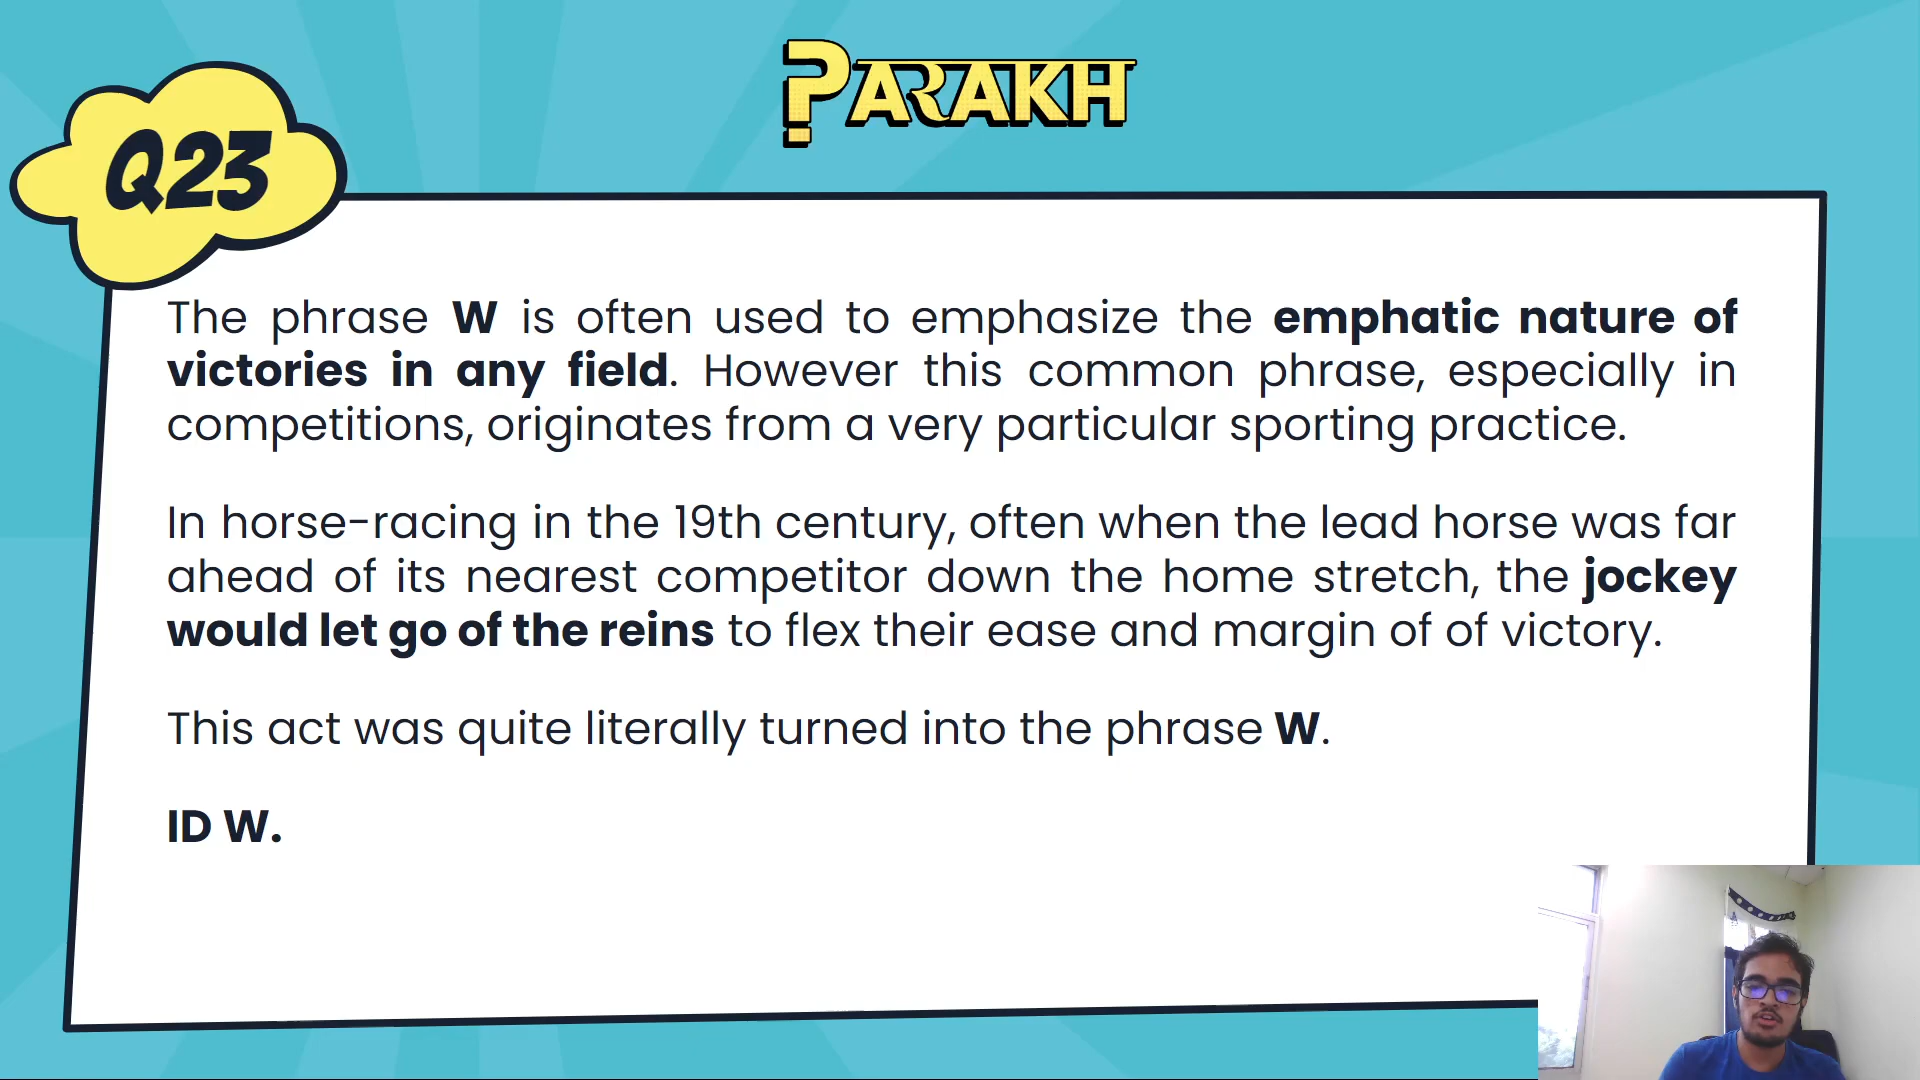 ?ARAKH
Q23
The phrase W is often used to emphasize the emphatic nature of
victories in any field. However this common phrase, especially in
competitions, originates from a very particular sporting practice.
In horse-racing in the 19th century, often when the lead horse was far
ahead of its nearest competitor down the home stretch, the jockey
would let go of the reins to flex their ease and margin of of victory.
This act was quite literally turned into the phrase W.
ID W.